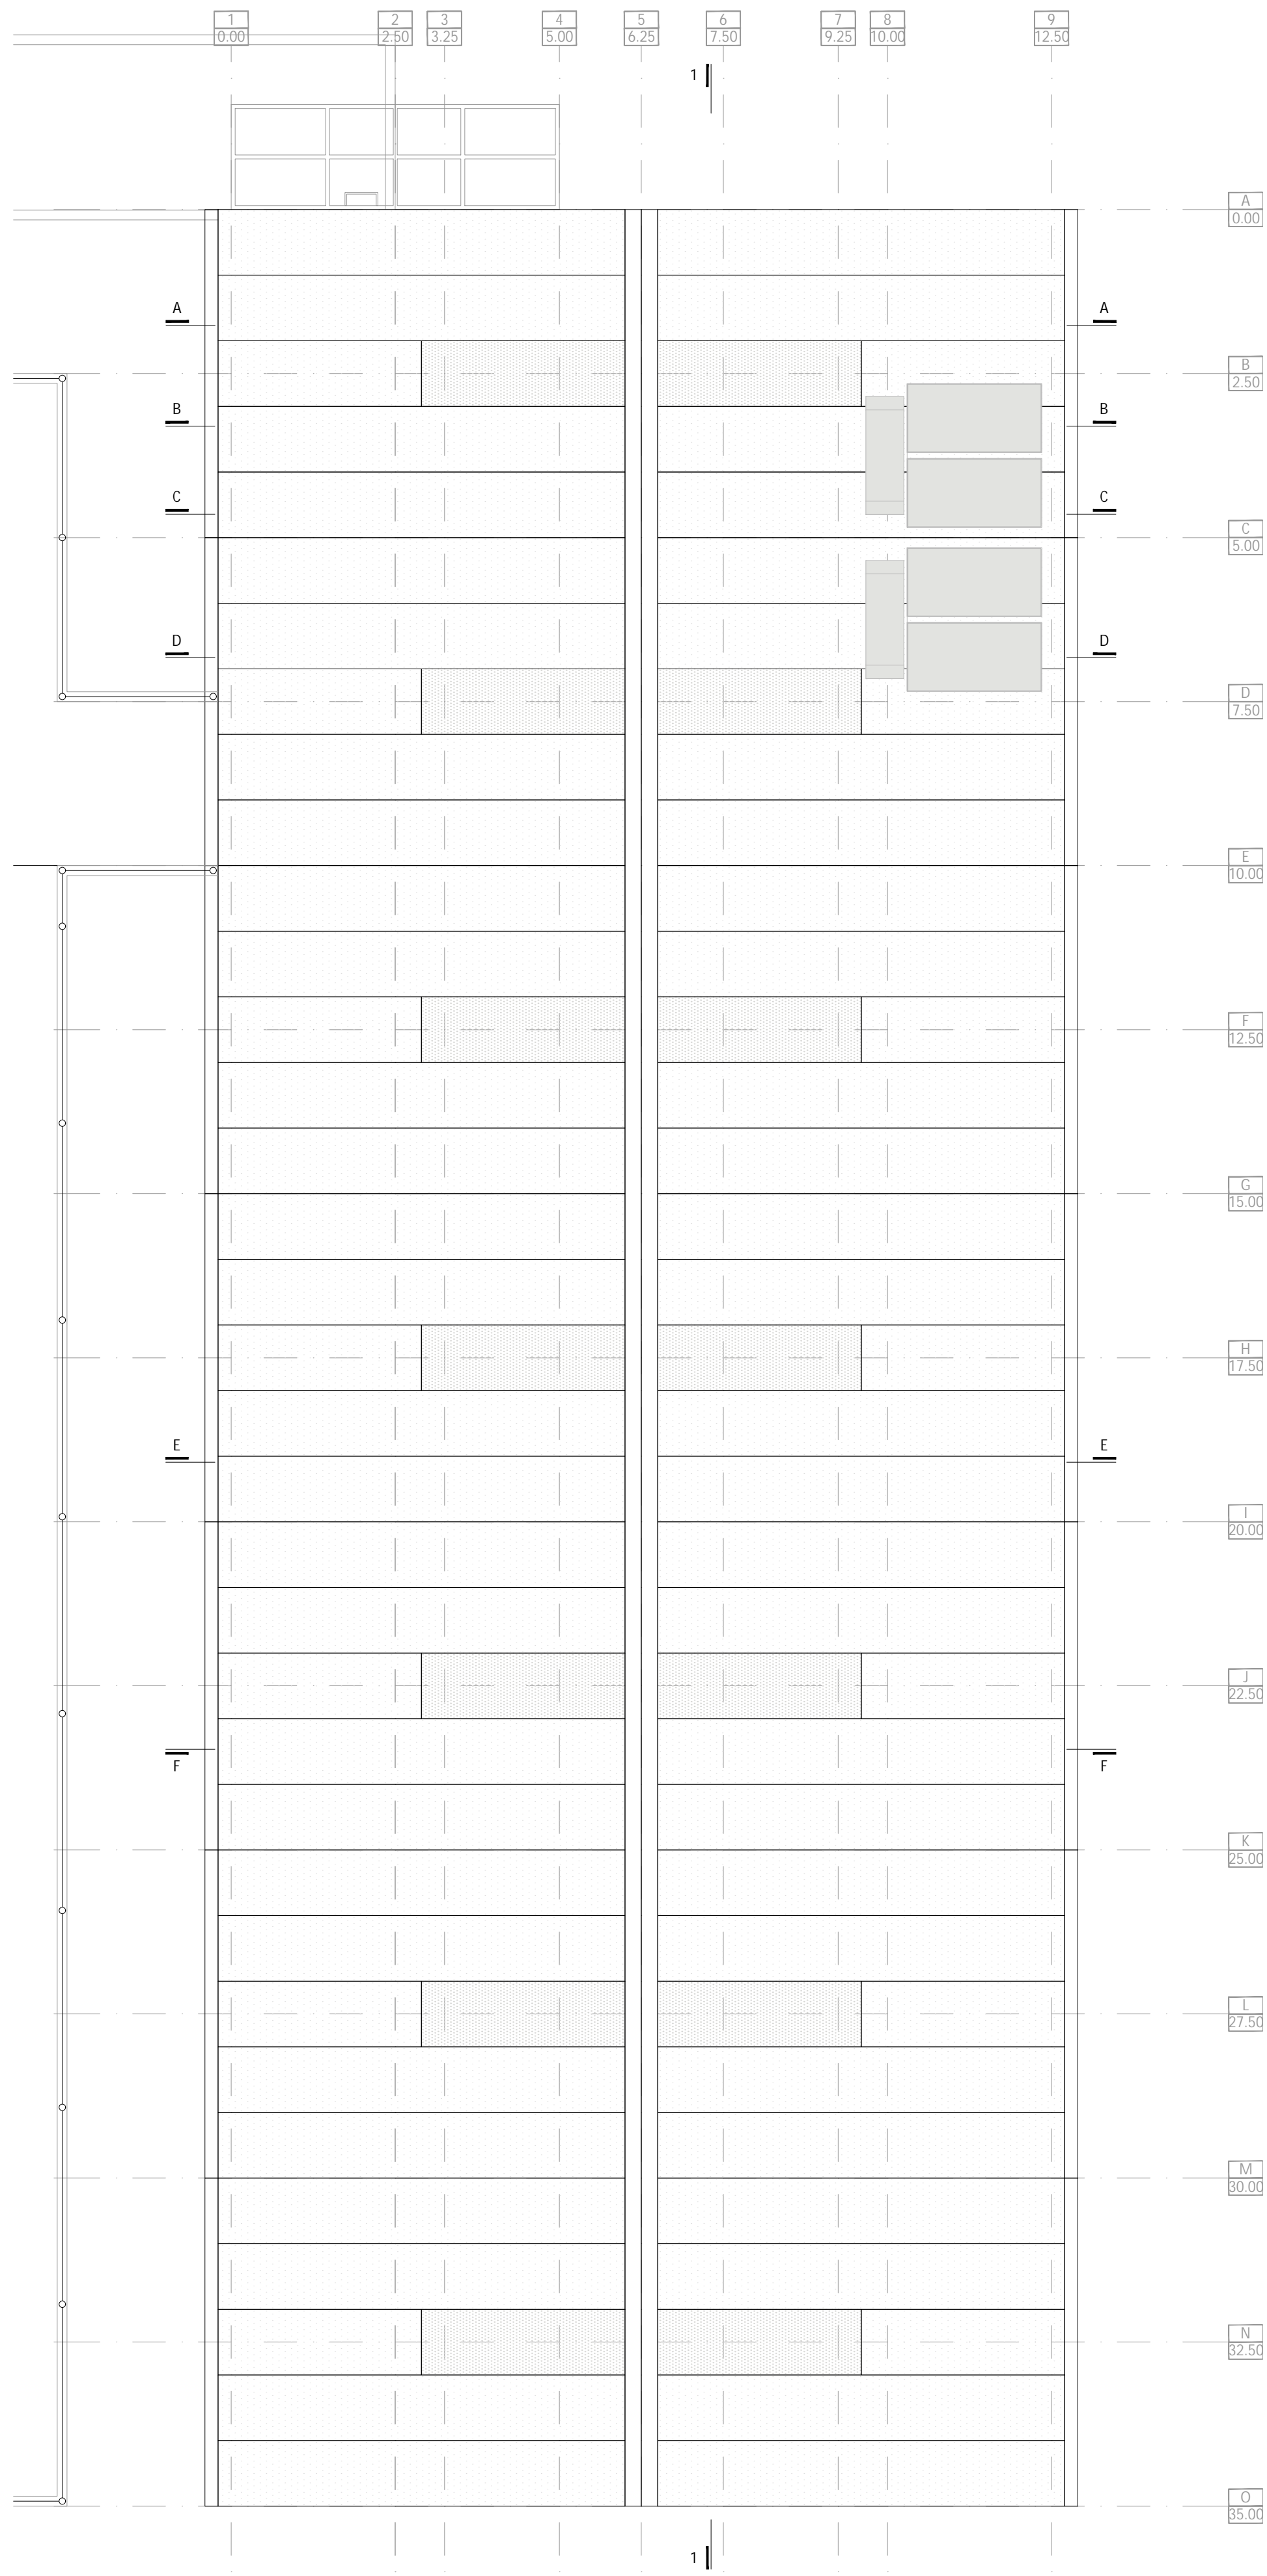 1 2 3 4 5 6 7 8 9
0.00 2.50 3.25 5.00 6.25 7.50 9.25 10.00 12.50
1
A
0.00
A A
B
2.50
B B
C C
C
5.00
D D
D
7.50
E
10.00
F
12.50
G
15.00
H
17.50
E E
I
20.00
J
22.50
F F
K
25.00
L
27.50
M
30.00
N
32.50
O
35.00
1